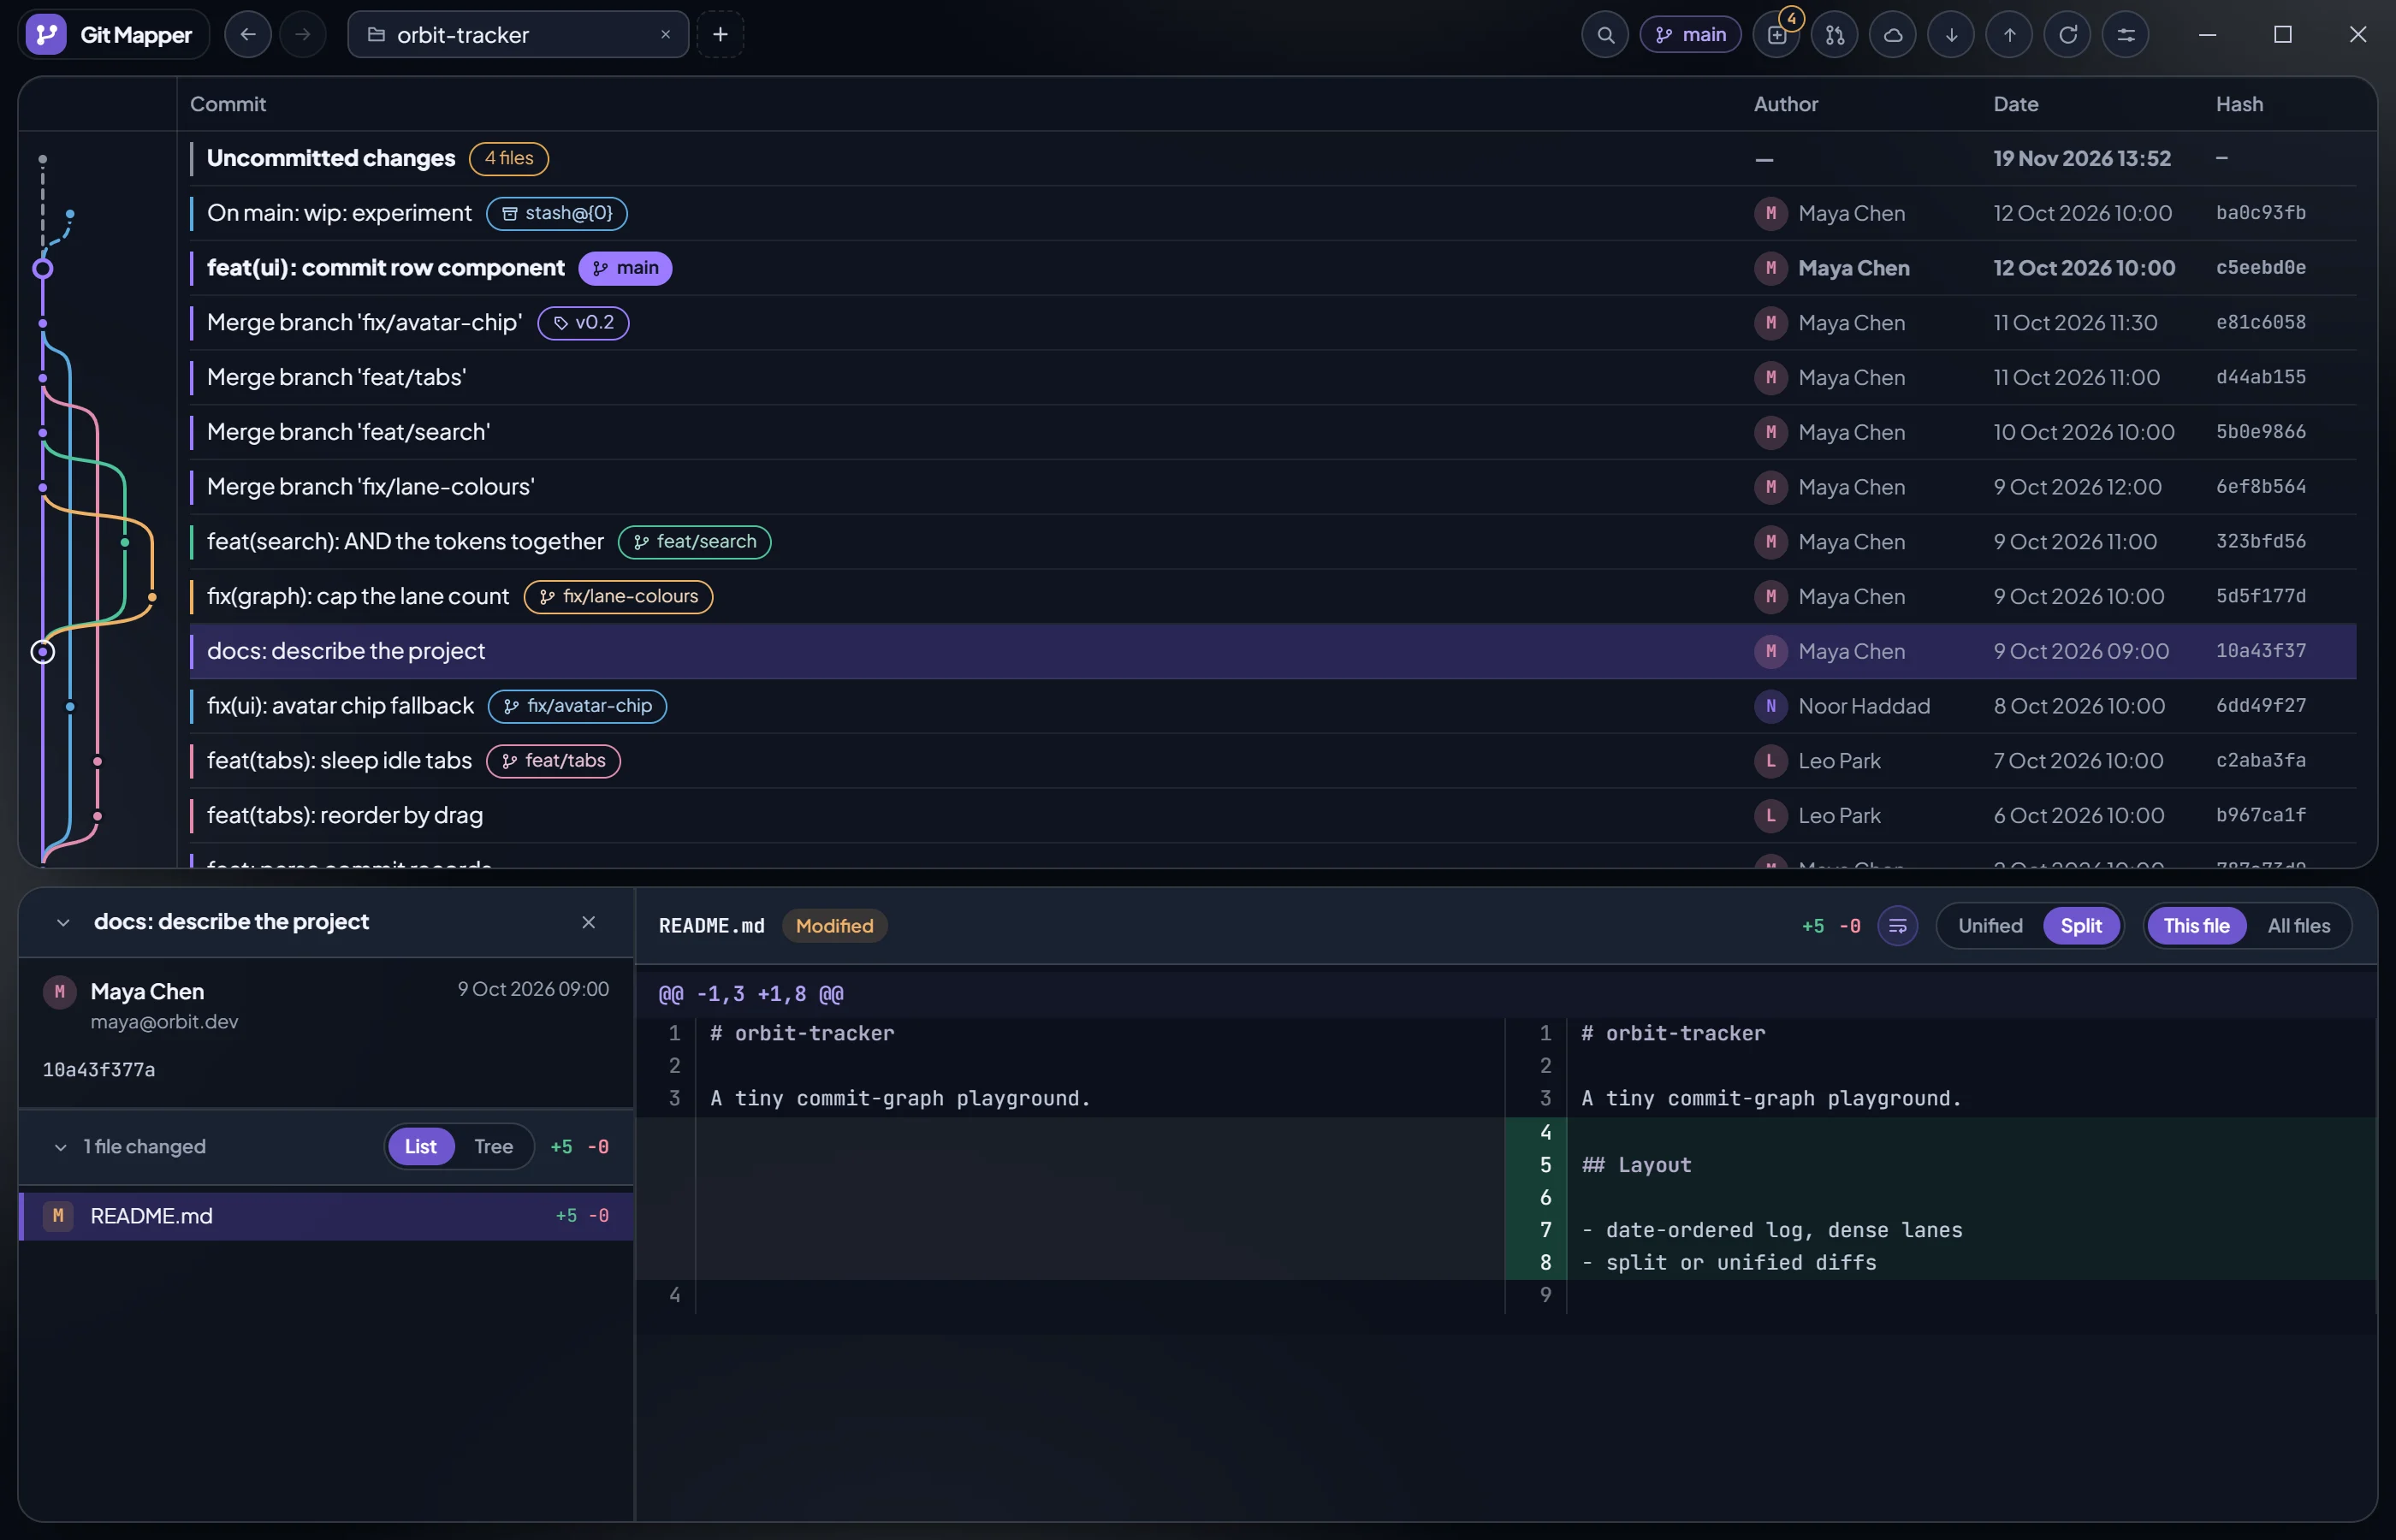 Git Mapper
orbit-tracker
main
4
Commit Author Date Hash
Uncommitted changes 4 files — 19 Nov 2026 13:52 —
On main: wip: experiment stash@{0} M Maya Chen 12 Oct 2026 10:00 ba0c93fb
feat(ui): commit row component main M Maya Chen 12 Oct 2026 10:00 c5eebd0e
Merge branch 'fix/avatar-chip' v0.2 M Maya Chen 11 Oct 2026 11:30 e81c6058
Merge branch 'feat/tabs' M Maya Chen 11 Oct 2026 11:00 d44ab155
Merge branch 'feat/search' M Maya Chen 10 Oct 2026 10:00 5b0e9866
Merge branch 'fix/lane-colours' M Maya Chen 9 Oct 2026 12:00 6ef8b564
feat(search): AND the tokens together feat/search M Maya Chen 9 Oct 2026 11:00 323bfd56
fix(graph): cap the lane count fix/lane-colours M Maya Chen 9 Oct 2026 10:00 5d5f177d
docs: describe the project M Maya Chen 9 Oct 2026 09:00 10a43f37
fix(ui): avatar chip fallback fix/avatar-chip N Noor Haddad 8 Oct 2026 10:00 6dd49f27
feat(tabs): sleep idle tabs feat/tabs L Leo Park 7 Oct 2026 10:00 c2aba3fa
feat(tabs): reorder by drag L Leo Park 6 Oct 2026 10:00 b967ca1f
feat: parse commit records M Maya Chen
docs: describe the project
M Maya Chen 9 Oct 2026 09:00
maya@orbit.dev
10a43f377a
1 file changed List Tree +5 -0
M README.md +5 -0
README.md Modified +5 -0 Unified Split This file All files
@@ -1,3 +1,8 @@
1 # orbit-tracker 1 # orbit-tracker
2 2
3 A tiny commit-graph playground. 3 A tiny commit-graph playground.
4
5 ## Layout
6
7 - date-ordered log, dense lanes
8 - split or unified diffs
4 9